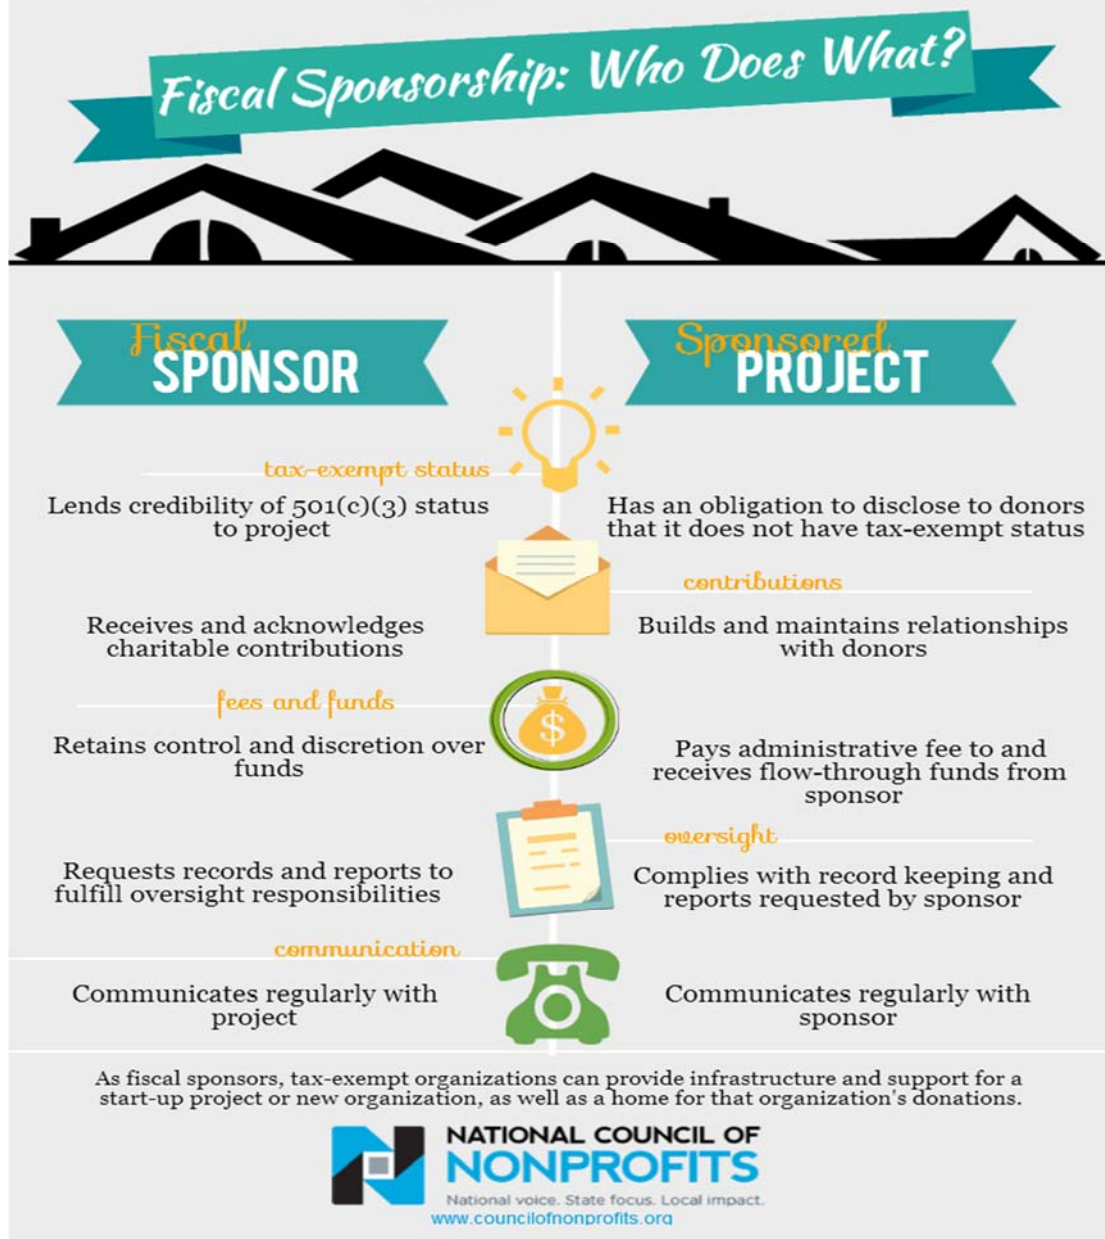 Fiscal Sponsorship: Who Does What?
Fiscal
SPONSOR
Sponsored
PROJECT
tax-exempt status
Lends credibility of 501(c)(3) status
to project
Has an obligation to disclose to donors
that it does not have tax-exempt status
contributions
Receives and acknowledges
charitable contributions
Builds and maintains relationships
with donors
fees and funds
Retains control and discretion over
funds
Pays administrative fee to and
receives flow-through funds from
sponsor
oversight
Requests records and reports to
fulfill oversight responsibilities
Complies with record keeping and
reports requested by sponsor
communication
Communicates regularly with
project
Communicates regularly with
sponsor
As fiscal sponsors, tax-exempt organizations can provide infrastructure and support for a
start-up project or new organization, as well as a home for that organization's donations.
NATIONAL COUNCIL OF
NONPROFITS
National voice. State focus. Local impact.
www.councilofnonprofits.org